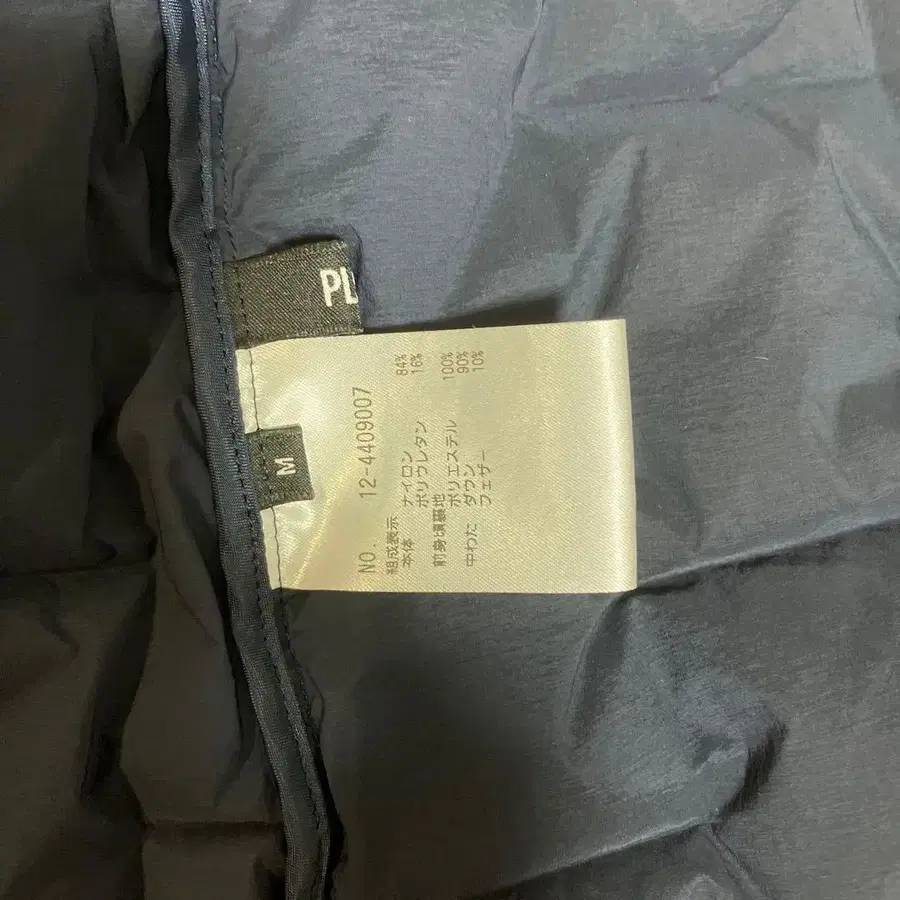 PL
M
NO. 12-4409007
組成表示
本体 ナイロン 84%
ポリウレタン 16%
前身頃裏地
ポリエステル 100%
中わた ダウン 90%
フェザー 10%